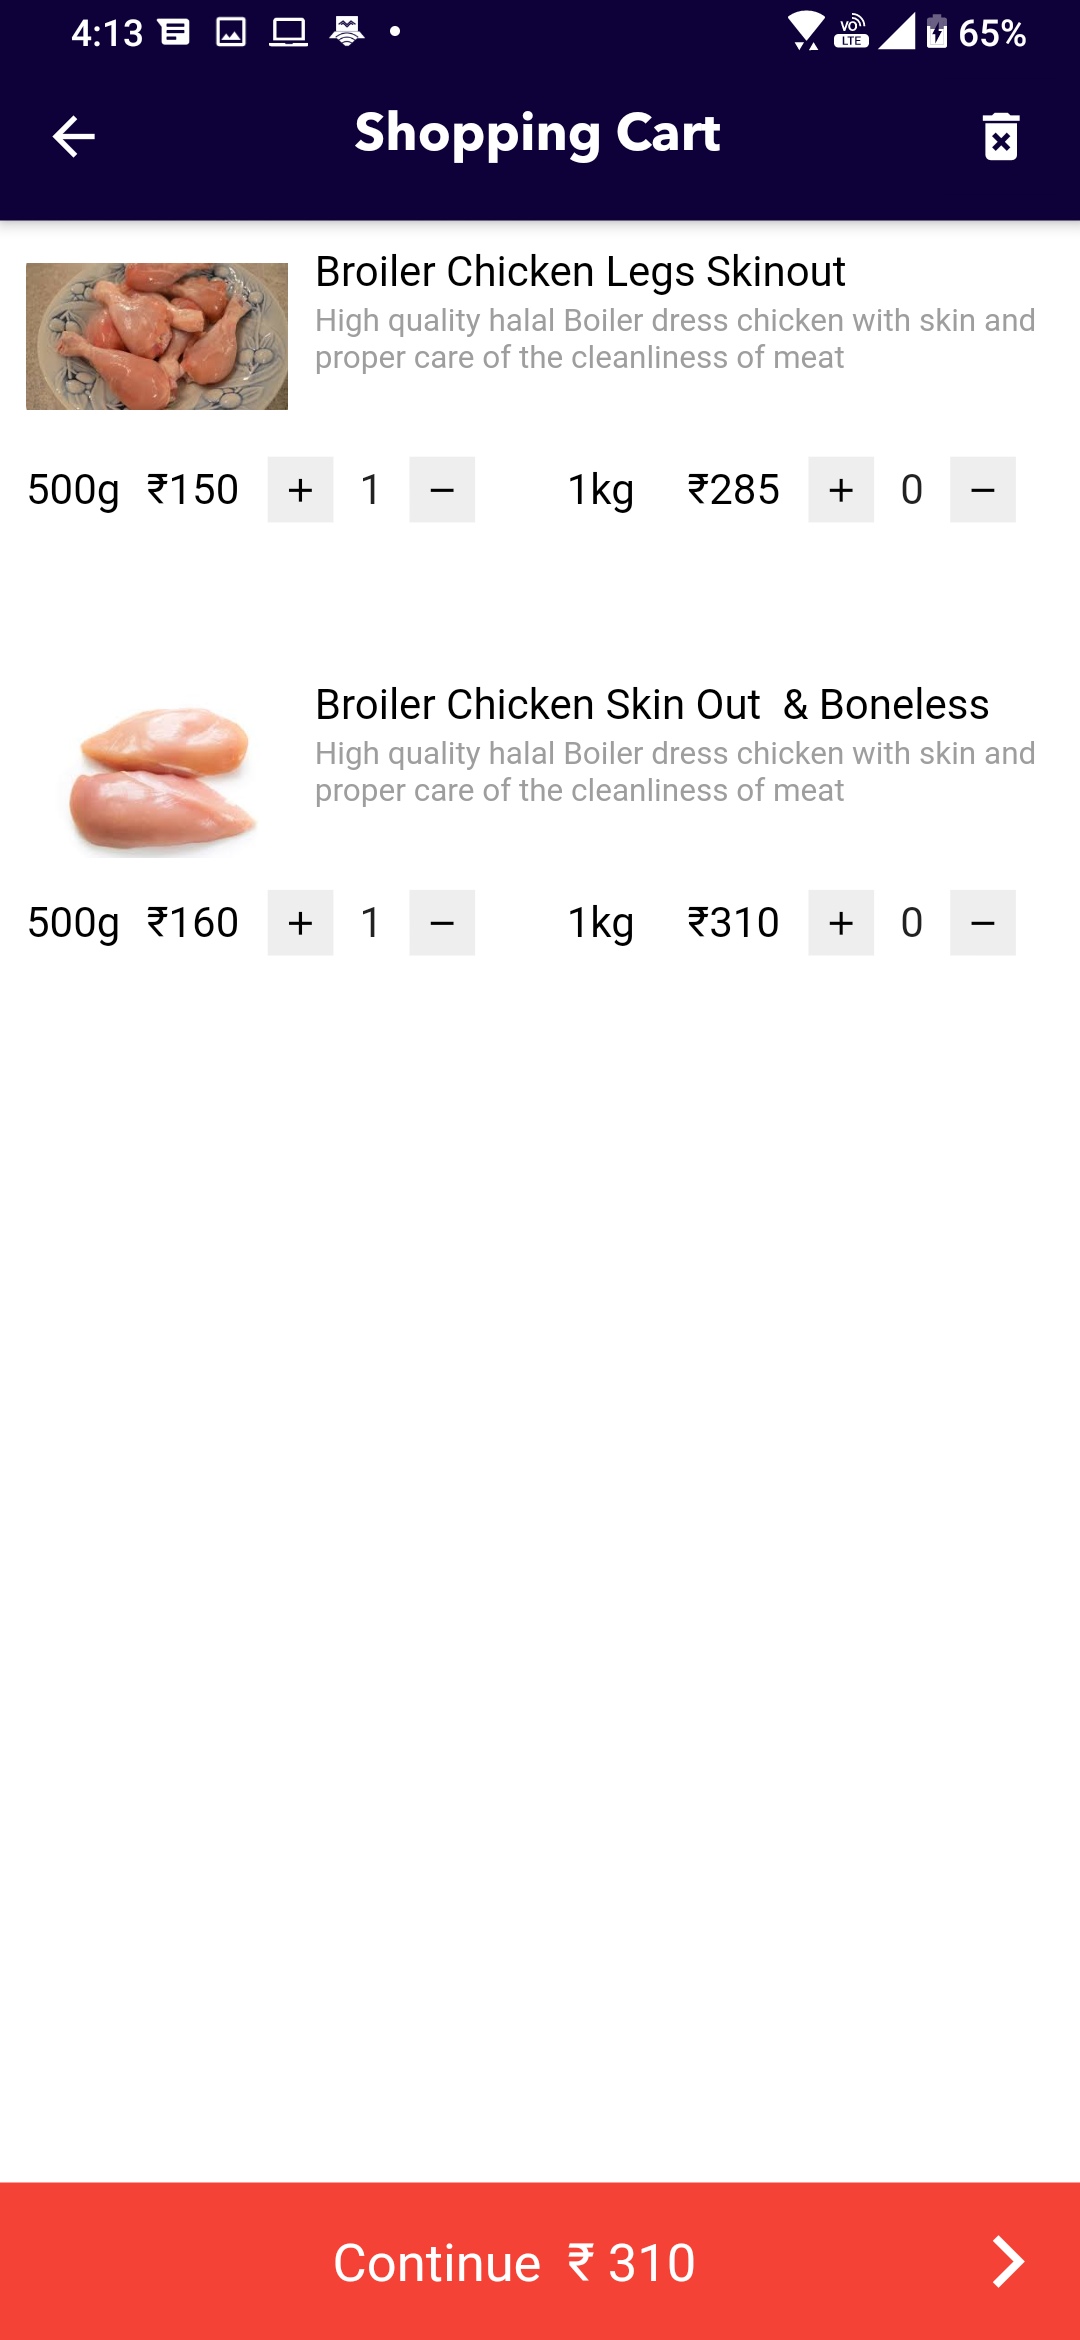 4:13 VO LTE 65%
Shopping Cart
Broiler Chicken Legs Skinout
High quality halal Boiler dress chicken with skin and
proper care of the cleanliness of meat
500g ₹150 + 1 − 1kg ₹285 + 0 −
Broiler Chicken Skin Out & Boneless
High quality halal Boiler dress chicken with skin and
proper care of the cleanliness of meat
500g ₹160 + 1 − 1kg ₹310 + 0 −
Continue ₹ 310